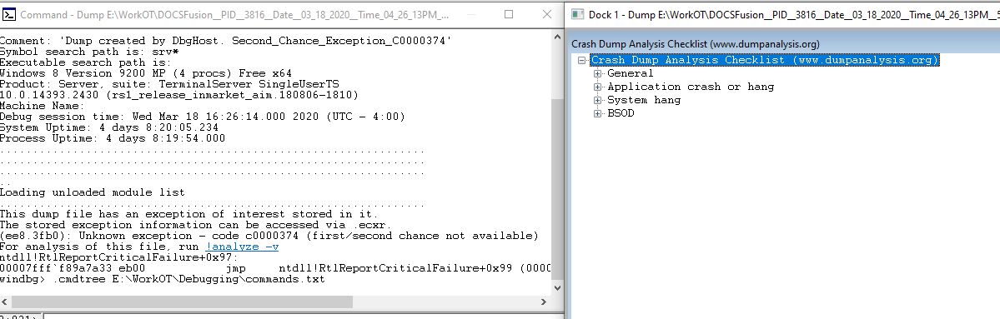 Command - Dump E:\WorkOT\DOCSFusion__PID__3816__Date__03_18_2020__Time_04_26_13PM_...
Comment: 'Dump created by DbgHost. Second_Chance_Exception_C0000374'
Symbol search path is: srv*
Executable search path is:
Windows 8 Version 9200 MP (4 procs) Free x64
Product: Server, suite: TerminalServer SingleUserTS
10.0.14393.2430 (rs1_release_inmarket_aim.180806-1810)
Machine Name:
Debug session time: Wed Mar 18 16:26:14.000 2020 (UTC - 4:00)
System Uptime: 4 days 8:20:05.234
Process Uptime: 4 days 8:19:54.000
................................................................
................................................................
................................................................
..
Loading unloaded module list
................................................................
This dump file has an exception of interest stored in it.
The stored exception information can be accessed via .ecxr.
(ee8.3fb0): Unknown exception - code c0000374 (first/second chance not available)
For analysis of this file, run !analyze -v
ntdll!RtlReportCriticalFailure+0x97:
00007fff`f89a7a33 eb00 jmp ntdll!RtlReportCriticalFailure+0x99 (0000
windbg> .cmdtree E:\WorkOT\Debugging\commands.txt
Dock 1 - Dump E:\WorkOT\DOCSFusion__PID__3816__Date__03_18_2020__Time_04_26_13PM__5
Crash Dump Analysis Checklist (www.dumpanalysis.org)
Crash Dump Analysis Checklist (www.dumpanalysis.org)
General
Application crash or hang
System hang
BSOD